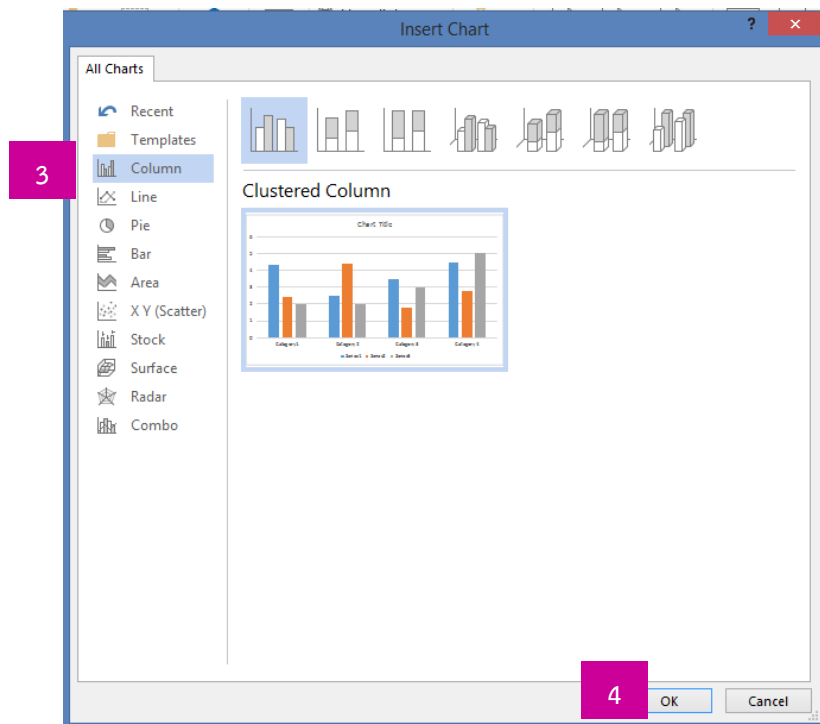 Insert Chart
?
All Charts
Recent
Templates
3
Column
Line
Pie
Bar
Area
X Y (Scatter)
Stock
Surface
Radar
Combo
Clustered Column
Chart Title
4
OK
Cancel